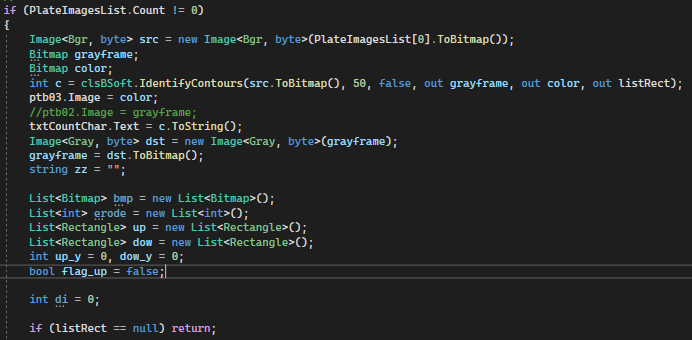 if (PlateImagesList.Count != 0)
{
Image<Bgr, byte> src = new Image<Bgr, byte>(PlateImagesList[0].ToBitmap());
Bitmap grayframe;
Bitmap color;
int c = clsBSoft.IdentifyContours(src.ToBitmap(), 50, false, out grayframe, out color, out listRect);
ptb03.Image = color;
//ptb02.Image = grayframe;
txtCountChar.Text = c.ToString();
Image<Gray, byte> dst = new Image<Gray, byte>(grayframe);
grayframe = dst.ToBitmap();
string zz = "";
List<Bitmap> bmp = new List<Bitmap>();
List<int> erode = new List<int>();
List<Rectangle> up = new List<Rectangle>();
List<Rectangle> dow = new List<Rectangle>();
int up_y = 0, dow_y = 0;
bool flag_up = false;
int di = 0;
if (listRect == null) return;